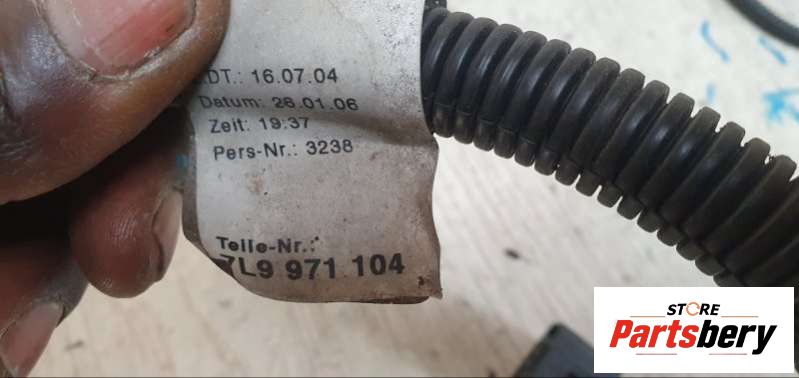 DT.: 16.07.04
Datum: 26.01.06
Zeit: 19:37
Pers-Nr.: 3238
Teile-Nr.:
7L9 971 104
STORE
Partsbery